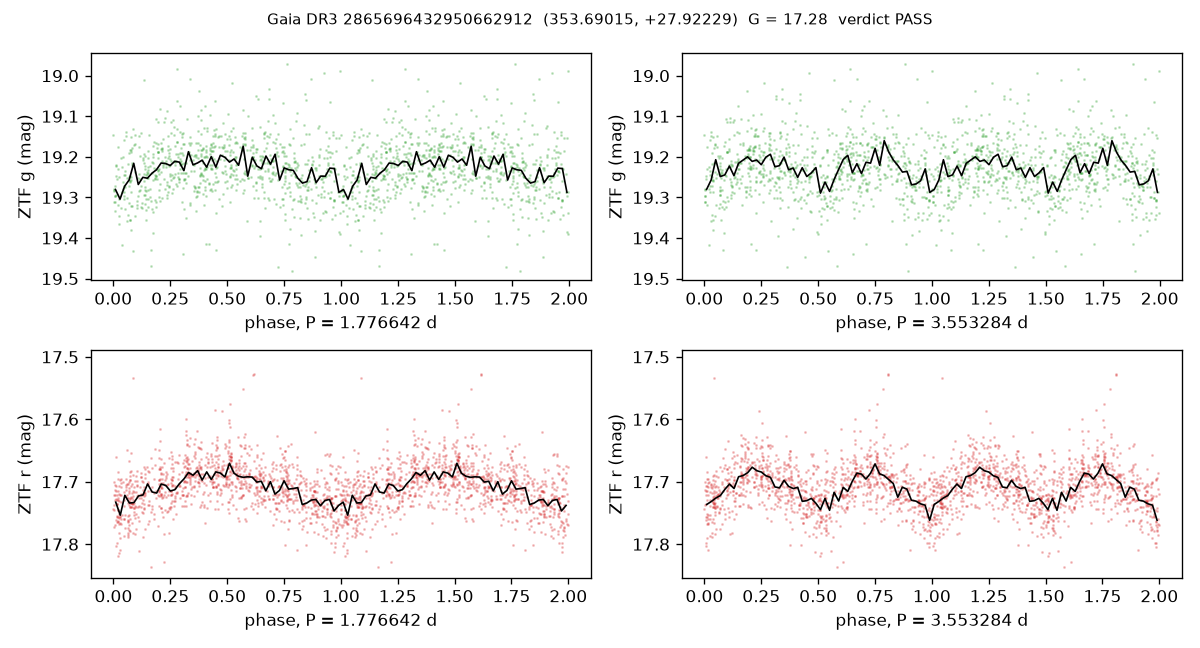 Gaia DR3 2865696432950662912  (353.69015, +27.92229)  G = 17.28  verdict PASS
ZTF g (mag)
19.0
19.1
19.2
19.3
19.4
19.5
0.00 0.25 0.50 0.75 1.00 1.25 1.50 1.75 2.00
phase, P = 1.776642 d
ZTF g (mag)
19.0
19.1
19.2
19.3
19.4
19.5
0.00 0.25 0.50 0.75 1.00 1.25 1.50 1.75 2.00
phase, P = 3.553284 d
ZTF r (mag)
17.5
17.6
17.7
17.8
0.00 0.25 0.50 0.75 1.00 1.25 1.50 1.75 2.00
phase, P = 1.776642 d
ZTF r (mag)
17.5
17.6
17.7
17.8
0.00 0.25 0.50 0.75 1.00 1.25 1.50 1.75 2.00
phase, P = 3.553284 d